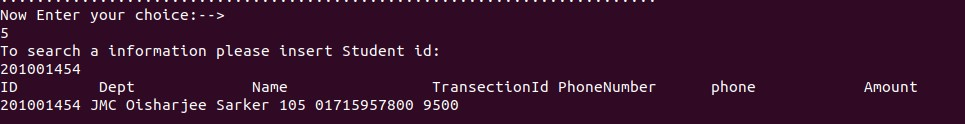 Now Enter your choice:-->
5
To search a information please insert Student id:
201001454
ID Dept Name TransectionId PhoneNumber phone Amount
201001454 JMC Oisharjee Sarker 105 01715957800 9500